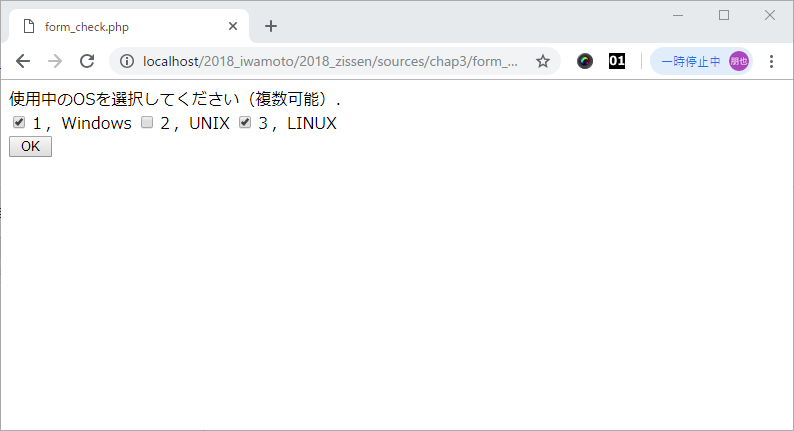 form_check.php
localhost/2018_iwamoto/2018_zissen/sources/chap3/form_...
01
一時停止中
朋也
使用中のOSを選択してください（複数可能）．
1，Windows 2，UNIX 3，LINUX
OK